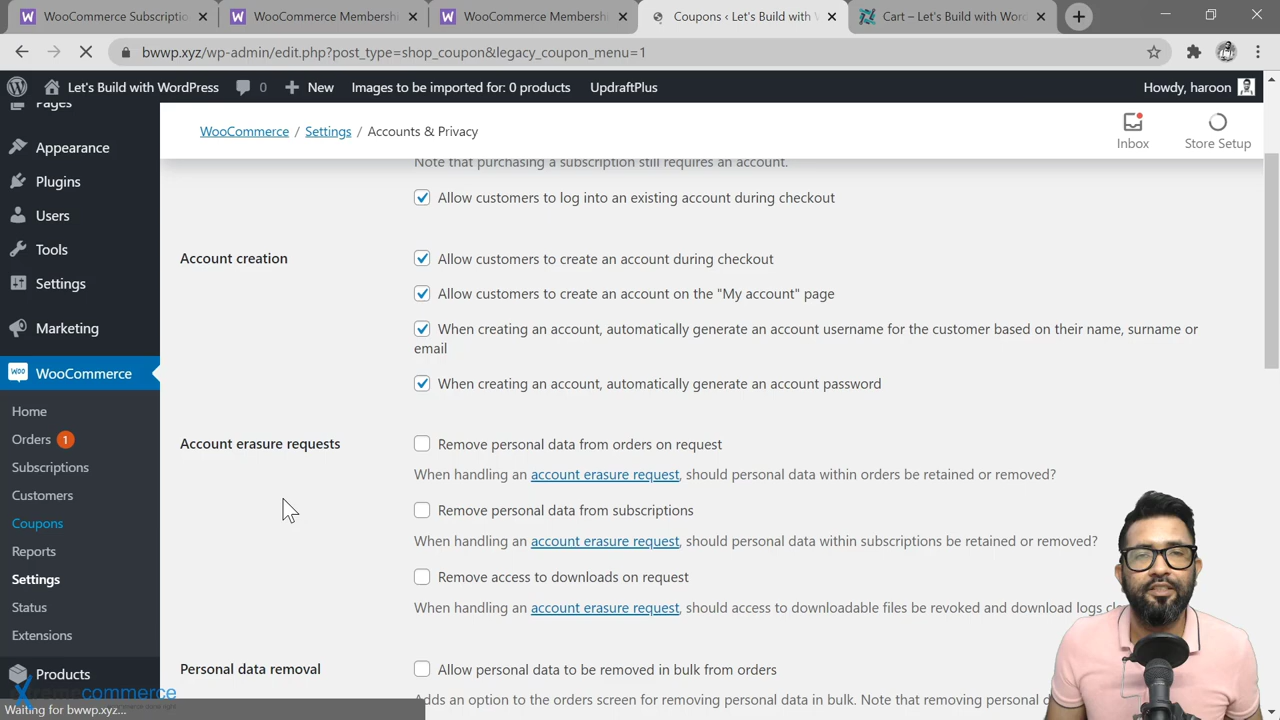 WooCommerce Subscriptio
WooCommerce Membershi
WooCommerce Membershi
Coupons ‹ Let's Build with W
Cart – Let's Build with Wor
bwwp.xyz/wp-admin/edit.php?post_type=shop_coupon&legacy_coupon_menu=1
Let's Build with WordPress
0
New
Images to be imported for: 0 products
UpdraftPlus
Howdy, haroon
Pages
Appearance
Plugins
Users
Tools
Settings
Marketing
WooCommerce
Home
Orders 1
Subscriptions
Customers
Coupons
Reports
Settings
Status
Extensions
Products
WooCommerce / Settings / Accounts & Privacy
Inbox
Store Setup
Note that purchasing a subscription still requires an account.
Allow customers to log into an existing account during checkout
Account creation
Allow customers to create an account during checkout
Allow customers to create an account on the "My account" page
When creating an account, automatically generate an account username for the customer based on their name, surname or
email
When creating an account, automatically generate an account password
Account erasure requests
Remove personal data from orders on request
When handling an account erasure request, should personal data within orders be retained or removed?
Remove personal data from subscriptions
When handling an account erasure request, should personal data within subscriptions be retained or removed?
Remove access to downloads on request
When handling an account erasure request, should access to downloadable files be revoked and download logs
Personal data removal
Allow personal data to be removed in bulk from orders
Adds an option to the orders screen for removing personal data in bulk. Note that removing personal
Waiting for bwwp.xyz...